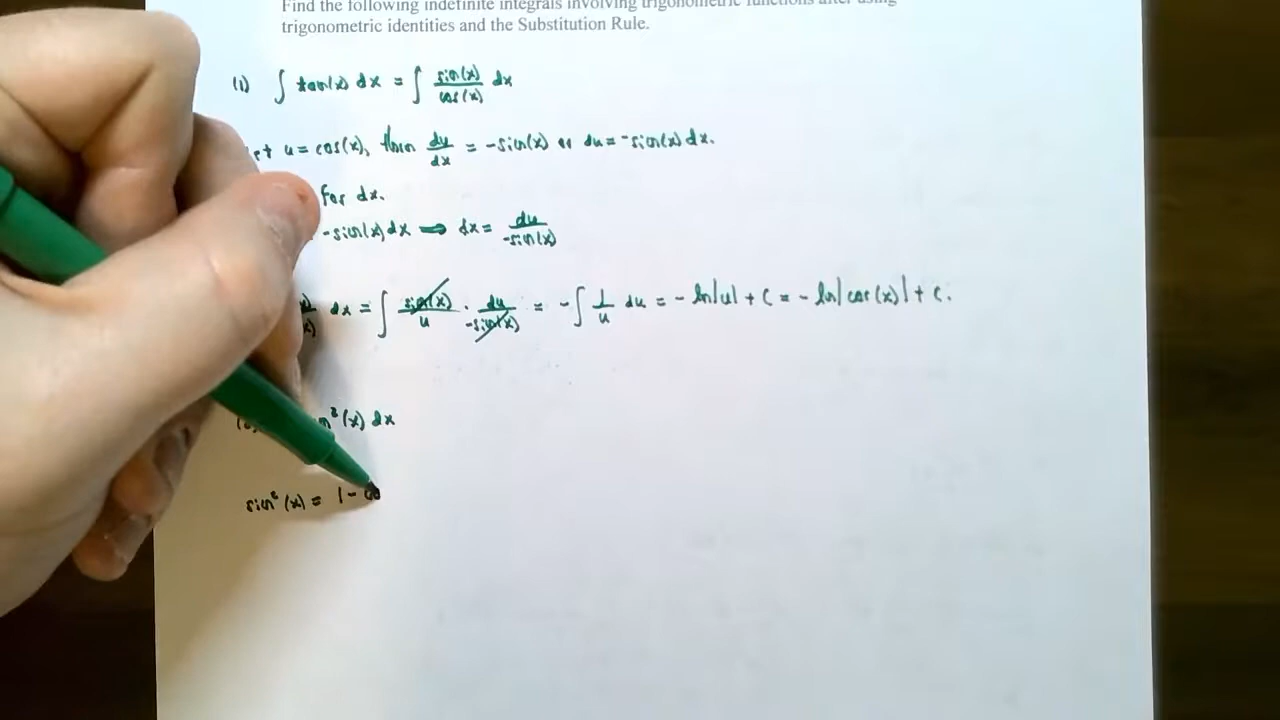 Find the following indefinite integrals involving trigonometric functions after using
trigonometric identities and the Substitution Rule.
(1) ∫ tan(x) dx = ∫ sin(x)/cos(x) dx
u = cos(x), then du/dx = -sin(x) or du = -sin(x) dx.
for dx.
-sin(x) dx ⟹ dx = du/-sin(x)
dx = ∫ sin(x)/u · du/-sin(x) = -∫ 1/u du = -ln|u| + C = -ln|cos(x)| + C.
(x) dx
sin²(x) = 1 -